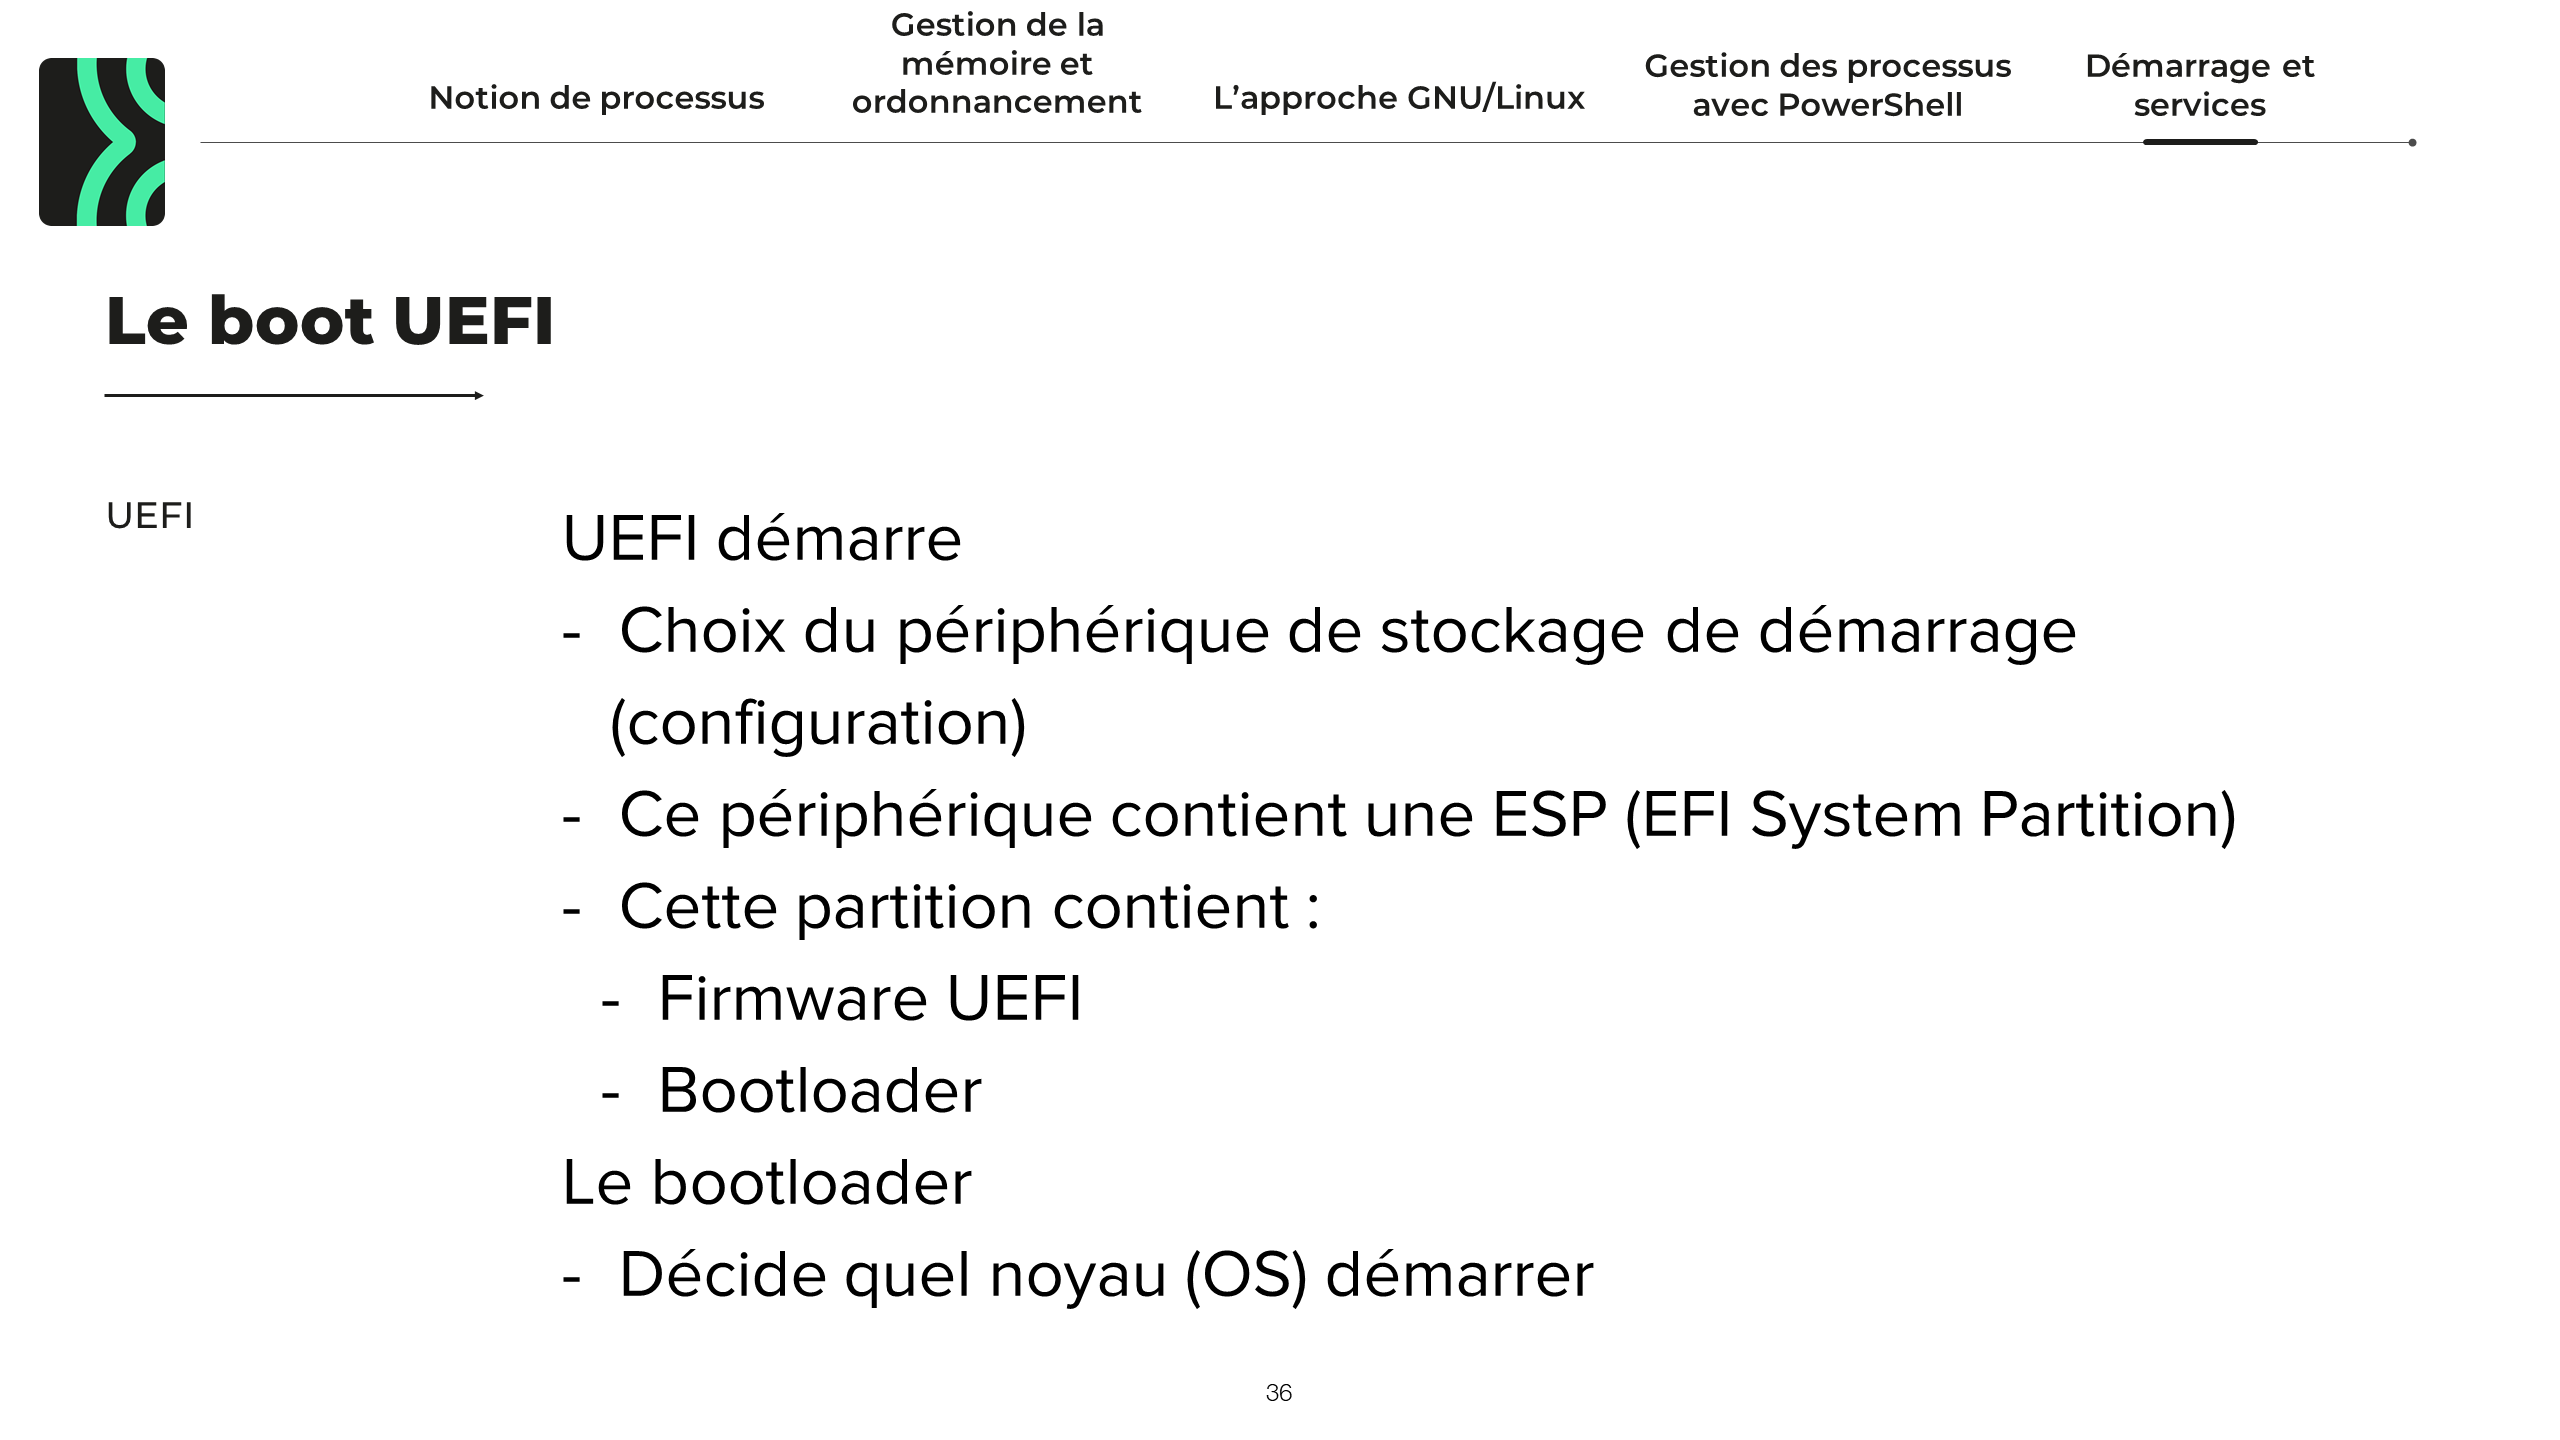 Notion de processus
Gestion de la
mémoire et
ordonnancement
L’approche GNU/Linux
Gestion des processus
avec PowerShell
Démarrage et
services
Le boot UEFI
UEFI
UEFI démarre
- Choix du périphérique de stockage de démarrage
(configuration)
- Ce périphérique contient une ESP (EFI System Partition)
- Cette partition contient :
- Firmware UEFI
- Bootloader
Le bootloader
- Décide quel noyau (OS) démarrer
36